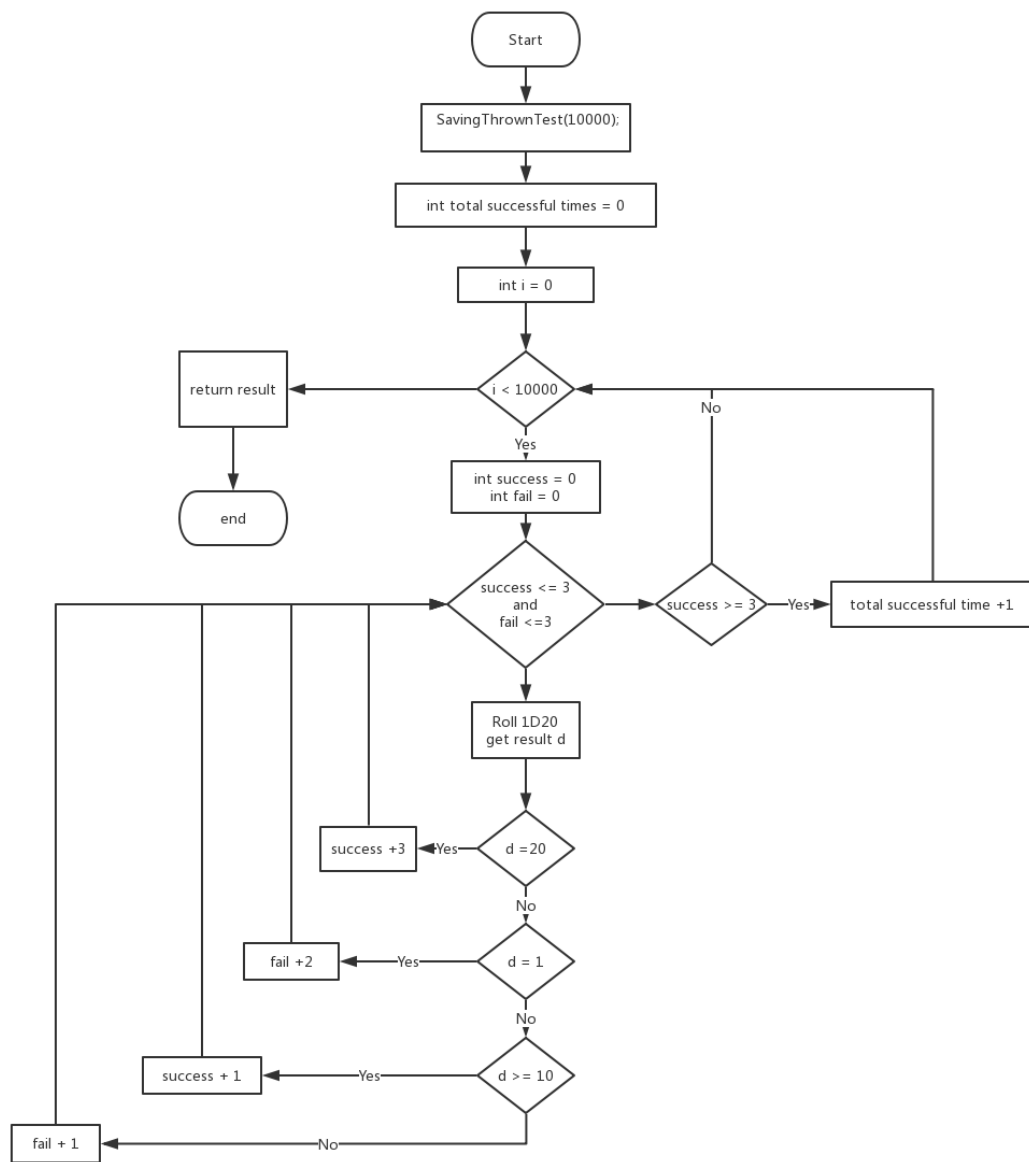 Start
SavingThrownTest(10000);
int total successful times = 0
int i = 0
return result
i < 10000
No
Yes
int success = 0
int fail = 0
end
success <= 3
and
fail <=3
success >= 3
Yes
total successful time +1
Roll 1D20
get result d
success +3
Yes
d =20
No
fail +2
Yes
d = 1
No
success + 1
Yes
d >= 10
fail + 1
No